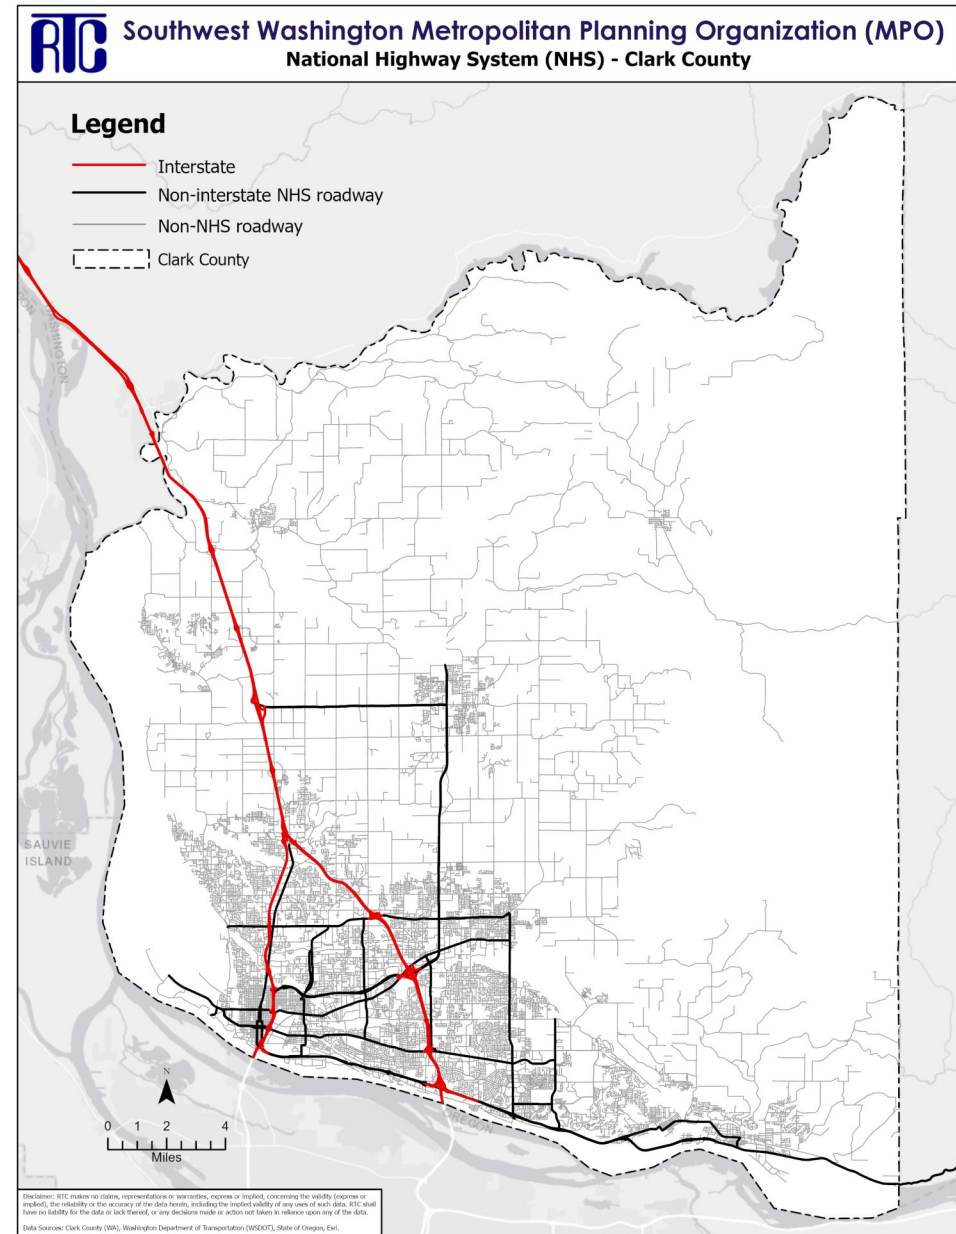 RTC
Southwest Washington Metropolitan Planning Organization (MPO)
National Highway System (NHS) - Clark County
Legend
Interstate
Non-interstate NHS roadway
Non-NHS roadway
Clark County
WASHINGTON
SAUVIE
ISLAND
OREGON
N
0 1 2 4
Miles
Disclaimer: RTC makes no claims, representations or warranties, express or implied, concerning the validity (express or
implied), the reliability or the accuracy of the data herein, including the implied validity of any uses of such data. RTC shall
have no liability for the data or lack thereof, or any decisions made or action not taken in reliance upon any of the data.
Data Sources: Clark County (WA), Washington Department of Transportation (WSDOT), State of Oregon, Esri.